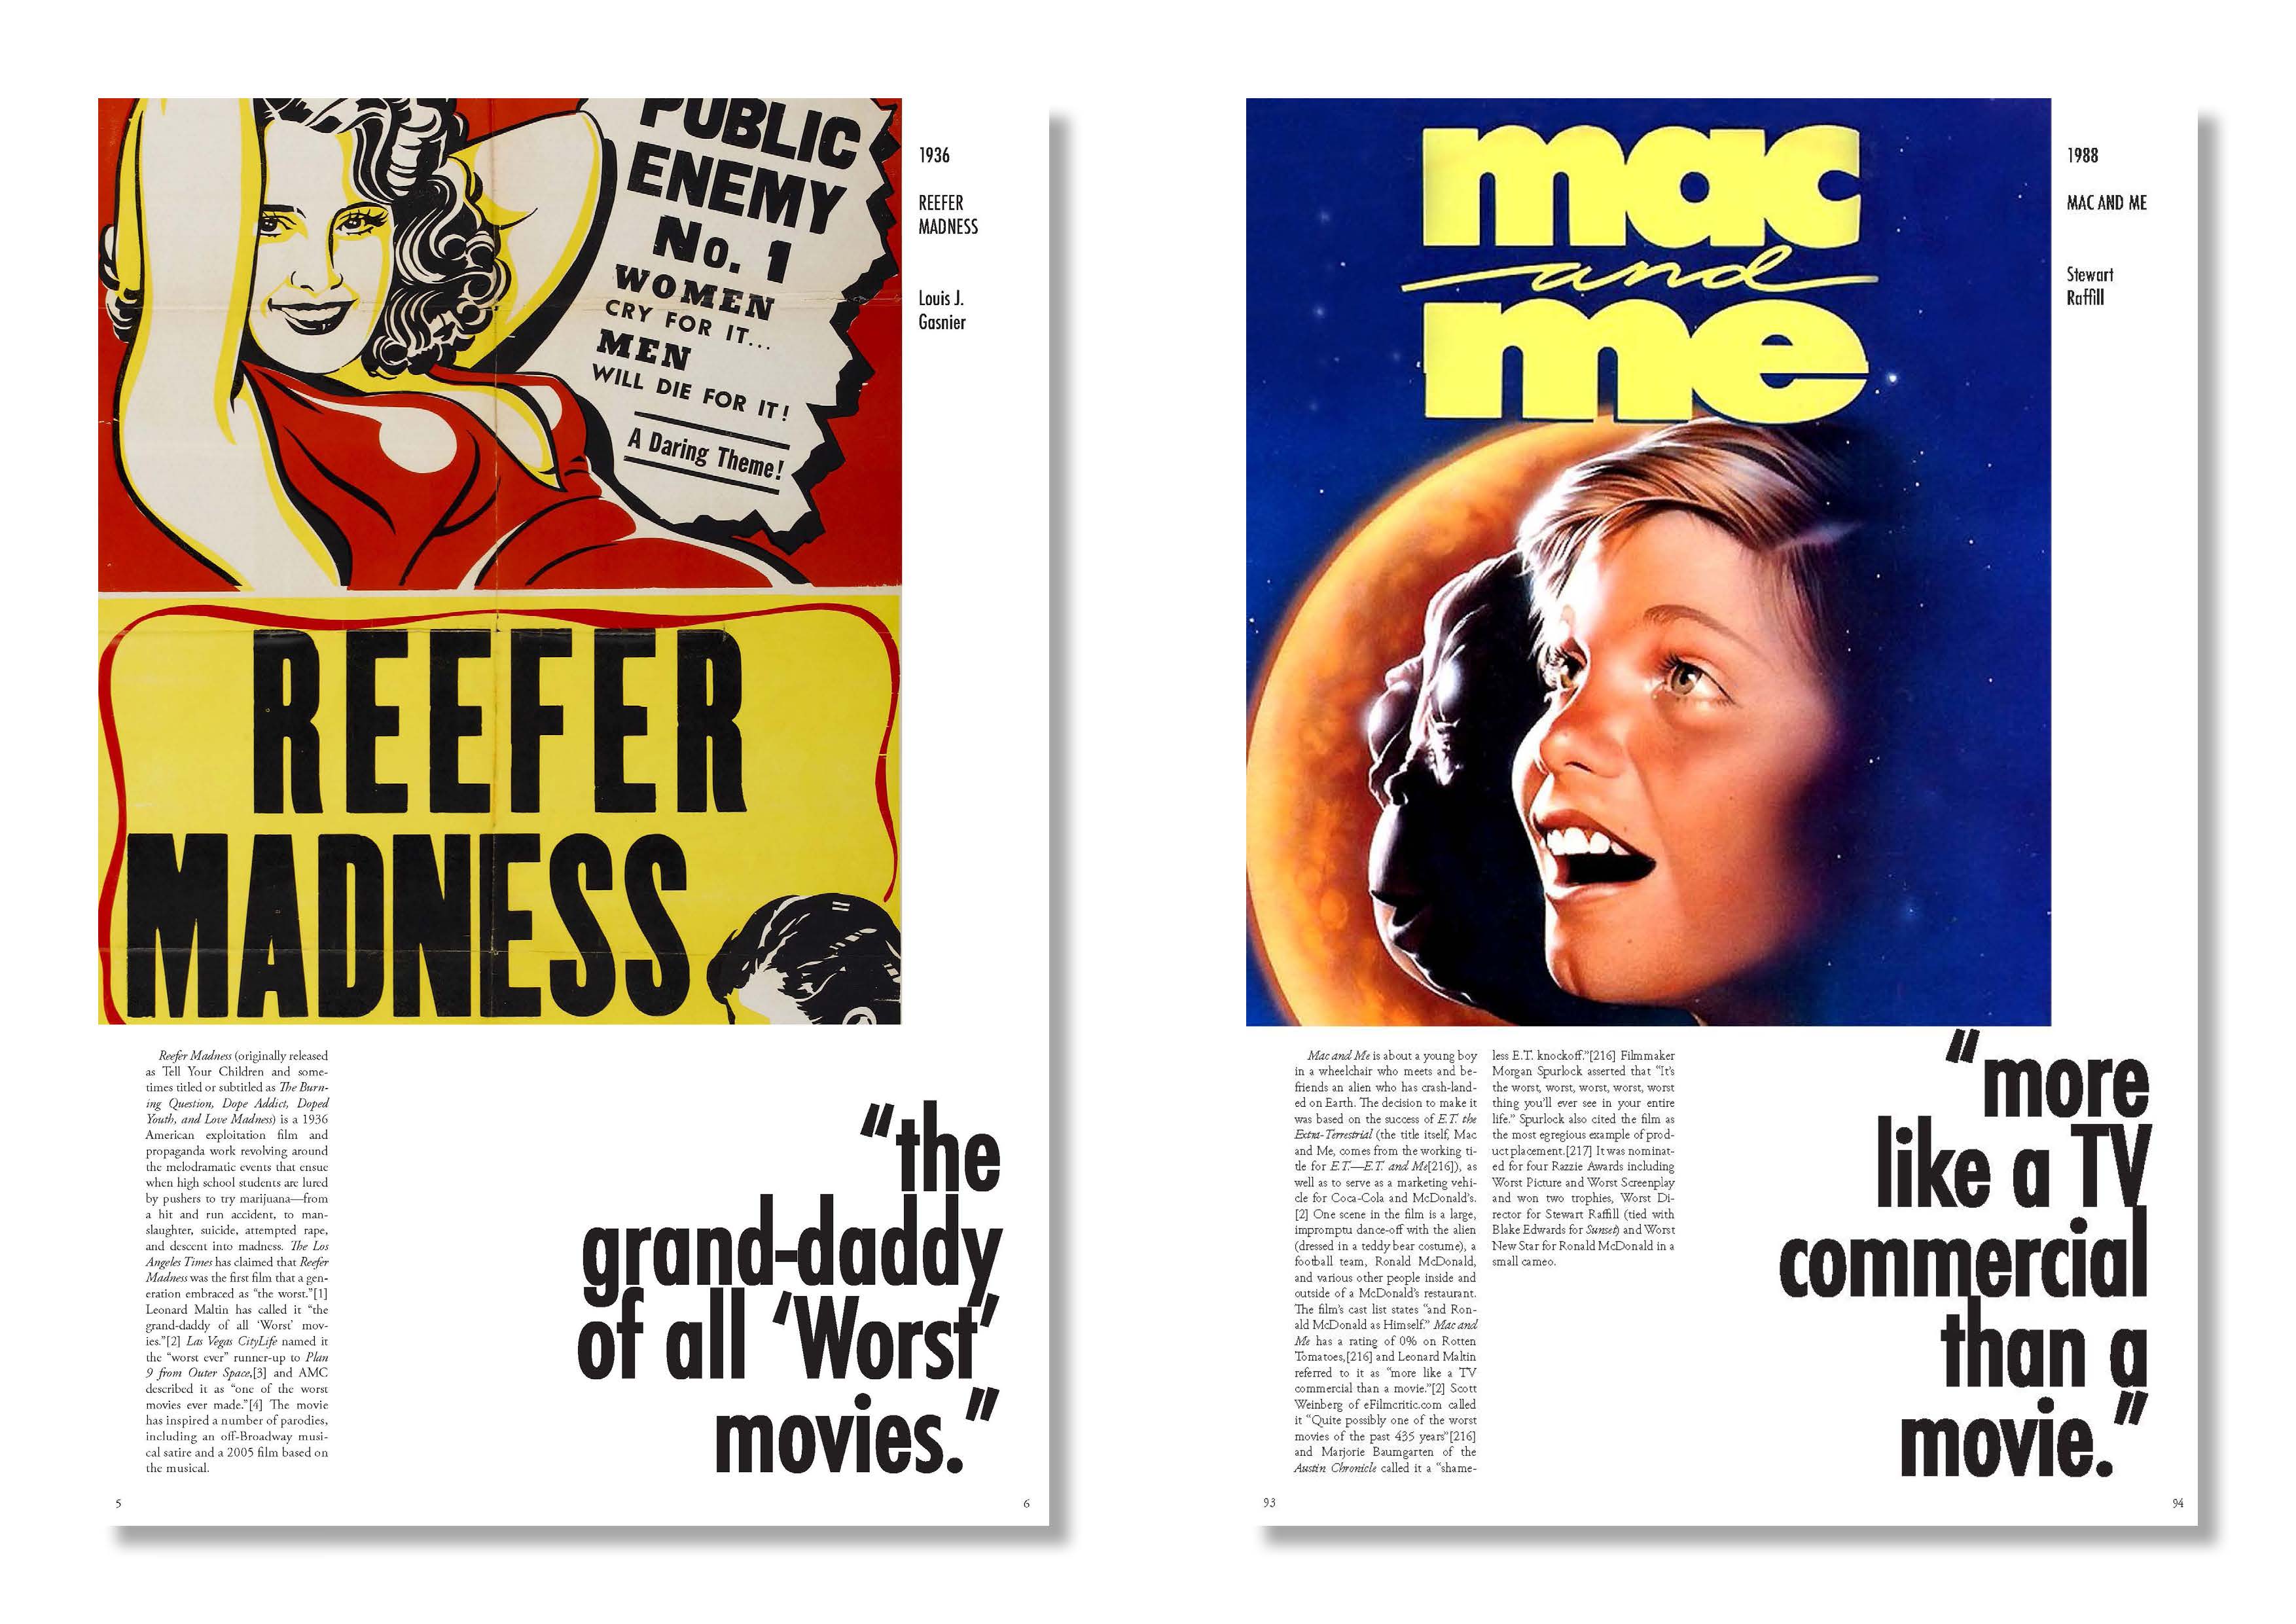 PUBLIC
ENEMY
No. 1
WOMEN
CRY FOR IT...
MEN
WILL DIE FOR IT!
A Daring Theme!
REEFER
MADNESS
1936
REEFER
MADNESS
Louis J.
Gasnier
Reefer Madness (originally released
as Tell Your Children and some-
times titled or subtitled as The Burn-
ing Question, Dope Addict, Doped
Youth, and Love Madness) is a 1936
American exploitation film and
propaganda work revolving around
the melodramatic events that ensue
when high school students are lured
by pushers to try marijuana—from
a hit and run accident, to man-
slaughter, suicide, attempted rape,
and descent into madness. The Los
Angeles Times has claimed that Reefer
Madness was the first film that a gen-
eration embraced as “the worst.”[1]
Leonard Maltin has called it “the
grand-daddy of all ‘Worst’ mov-
ies.”[2] Las Vegas CityLife named it
the “worst ever” runner-up to Plan
9 from Outer Space,[3] and AMC
described it as “one of the worst
movies ever made.”[4] The movie
has inspired a number of parodies,
including an off-Broadway musi-
cal satire and a 2005 film based on
the musical.
“the
grand-daddy
of all ‘Worst’
movies.”
5
6
mac
and
me
1988
MAC AND ME
Stewart
Raffill
Mac and Me is about a young boy
in a wheelchair who meets and be-
friends an alien who has crash-land-
ed on Earth. The decision to make it
was based on the success of E.T. the
Extra-Terrestrial (the title itself, Mac
and Me, comes from the working ti-
tle for E.T.—E.T. and Me[216]), as
well as to serve as a marketing vehi-
cle for Coca-Cola and McDonald’s.
[2] One scene in the film is a large,
impromptu dance-off with the alien
(dressed in a teddy bear costume), a
football team, Ronald McDonald,
and various other people inside and
outside of a McDonald’s restaurant.
The film’s cast list states “and Ron-
ald McDonald as Himself.” Mac and
Me has a rating of 0% on Rotten
Tomatoes,[216] and Leonard Maltin
referred to it as “more like a TV
commercial than a movie.”[2] Scott
Weinberg of eFilmcritic.com called
it “Quite possibly one of the worst
movies of the past 435 years”[216]
and Marjorie Baumgarten of the
Austin Chronicle called it a “shame-
less E.T. knockoff.”[216] Filmmaker
Morgan Spurlock asserted that “It’s
the worst, worst, worst, worst, worst
thing you’ll ever see in your entire
life.” Spurlock also cited the film as
the most egregious example of prod-
uct placement.[217] It was nominat-
ed for four Razzie Awards including
Worst Picture and Worst Screenplay
and won two trophies, Worst Di-
rector for Stewart Raffill (tied with
Blake Edwards for Sunset) and Worst
New Star for Ronald McDonald in a
small cameo.
“more
like a TV
commercial
than a
movie.”
93
94